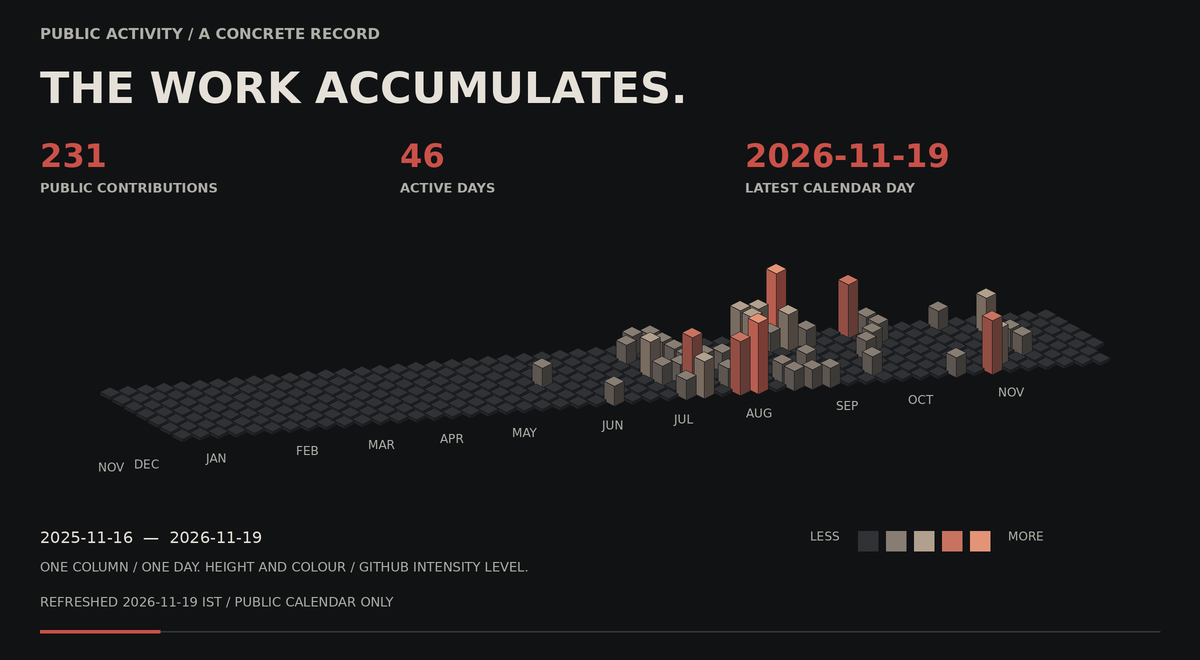 PUBLIC ACTIVITY / A CONCRETE RECORD
THE WORK ACCUMULATES.
231
PUBLIC CONTRIBUTIONS
46
ACTIVE DAYS
2026-11-19
LATEST CALENDAR DAY
NOV
DEC
JAN
FEB
MAR
APR
MAY
JUN
JUL
AUG
SEP
OCT
NOV
2025-11-16 — 2026-11-19
LESS
MORE
ONE COLUMN / ONE DAY. HEIGHT AND COLOUR / GITHUB INTENSITY LEVEL.
REFRESHED 2026-11-19 IST / PUBLIC CALENDAR ONLY